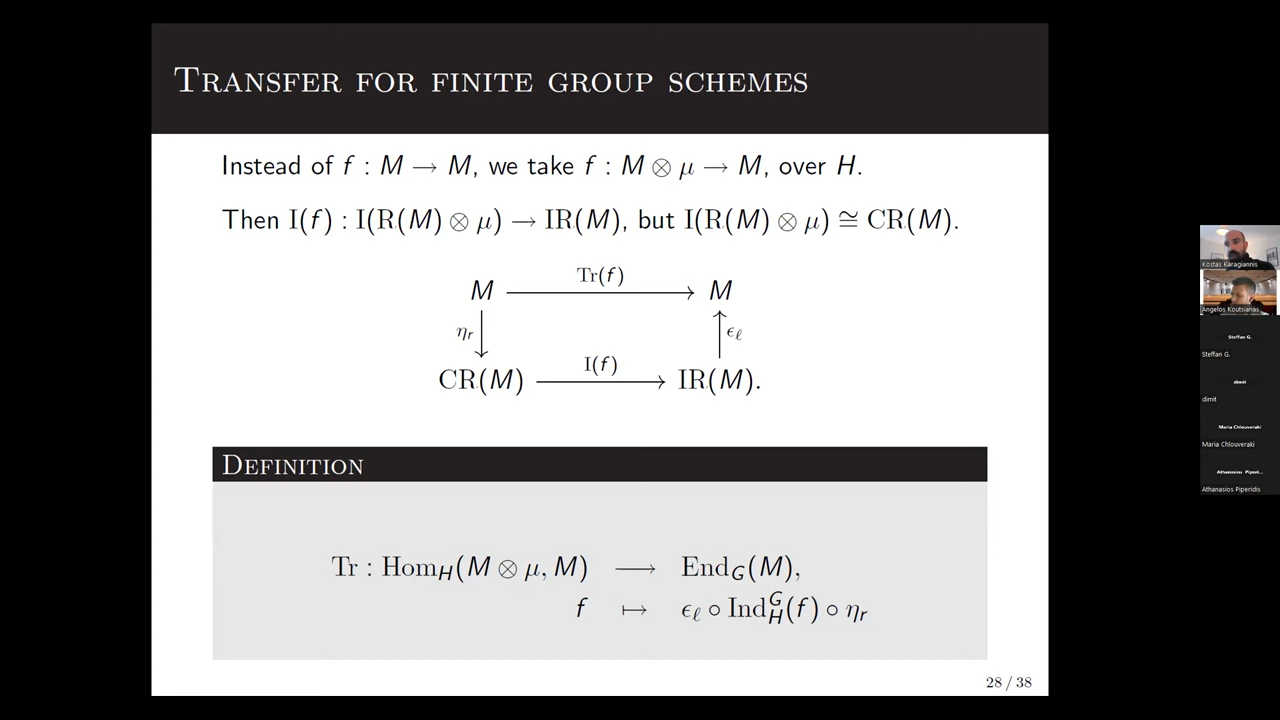 TRANSFER FOR FINITE GROUP SCHEMES
Instead of f : M → M, we take f : M ⊗ μ → M, over H.
Then I(f) : I(R(M) ⊗ μ) → IR(M), but I(R(M) ⊗ μ) ≅ CR(M).
Tr(f)
M → M
η_r ↓ ↑ ϵ_ℓ
I(f)
CR(M) → IR(M).
DEFINITION
Tr : Hom_H(M ⊗ μ, M) → End_G(M),
f ↦ ϵ_ℓ ∘ Ind_H^G(f) ∘ η_r
28 / 38
Kostas Karagiannis
Angelos Koutsianas
Steffan G.
Steffan G.
dimit
dimit
Maria Chlouveraki
Maria Chlouveraki
Athanasios Piperi...
Athanasios Piperidis